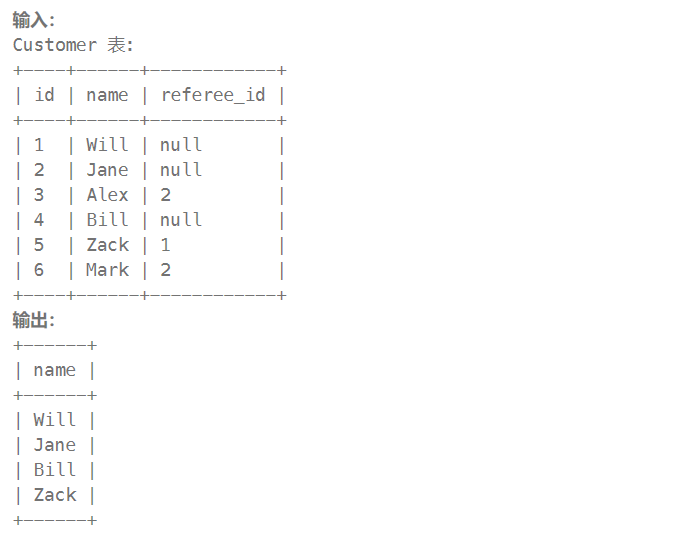 输入：
Customer 表:
+----+------+------------+
| id | name | referee_id |
+----+------+------------+
| 1  | Will | null       |
| 2  | Jane | null       |
| 3  | Alex | 2          |
| 4  | Bill | null       |
| 5  | Zack | 1          |
| 6  | Mark | 2          |
+----+------+------------+
输出：
+------+
| name |
+------+
| Will |
| Jane |
| Bill |
| Zack |
+------+